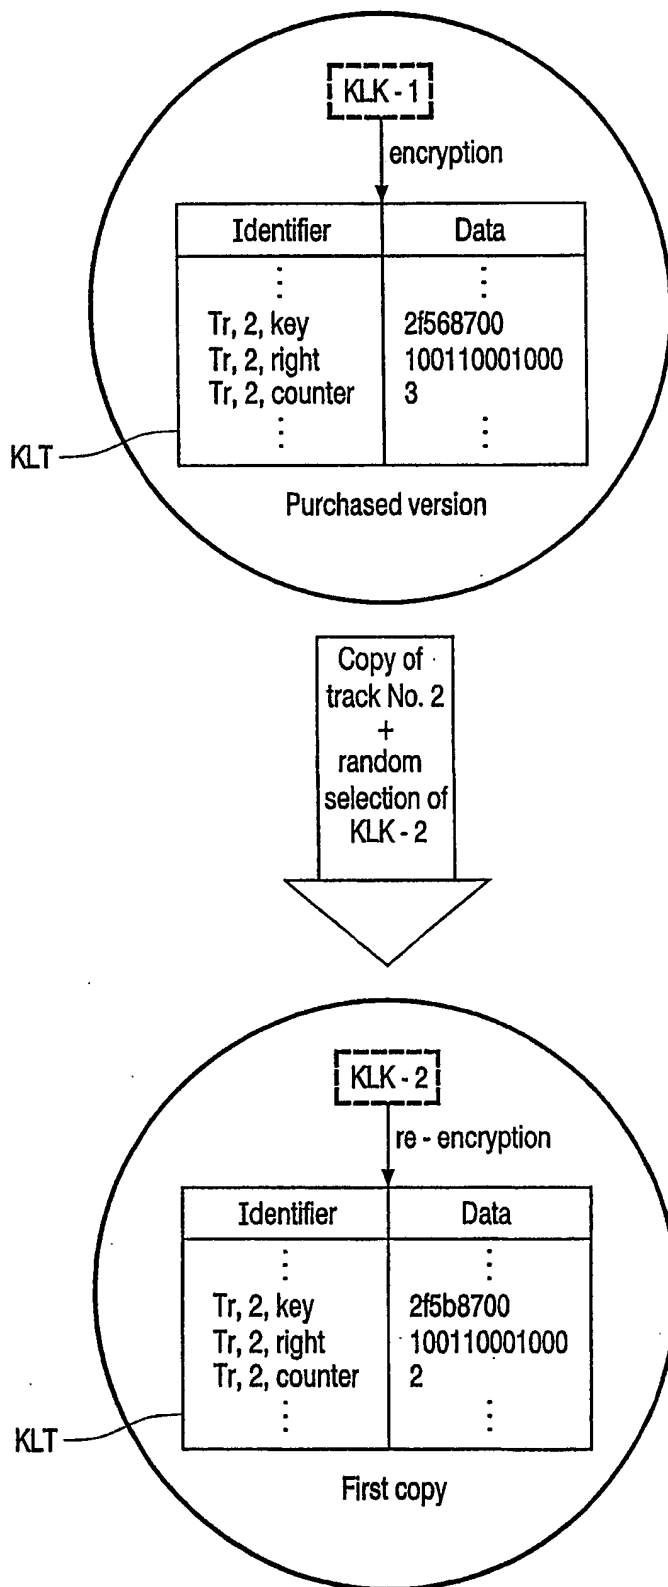 KLK - 1
encryption
Identifier Data
⋮ ⋮
Tr, 2, key 2f568700
Tr, 2, right 100110001000
Tr, 2, counter 3
⋮ ⋮
KLT
Purchased version
Copy of
track No. 2
+
random
selection of
KLK - 2
KLK - 2
re - encryption
Identifier Data
⋮ ⋮
Tr, 2, key 2f5b8700
Tr, 2, right 100110001000
Tr, 2, counter 2
⋮ ⋮
KLT
First copy